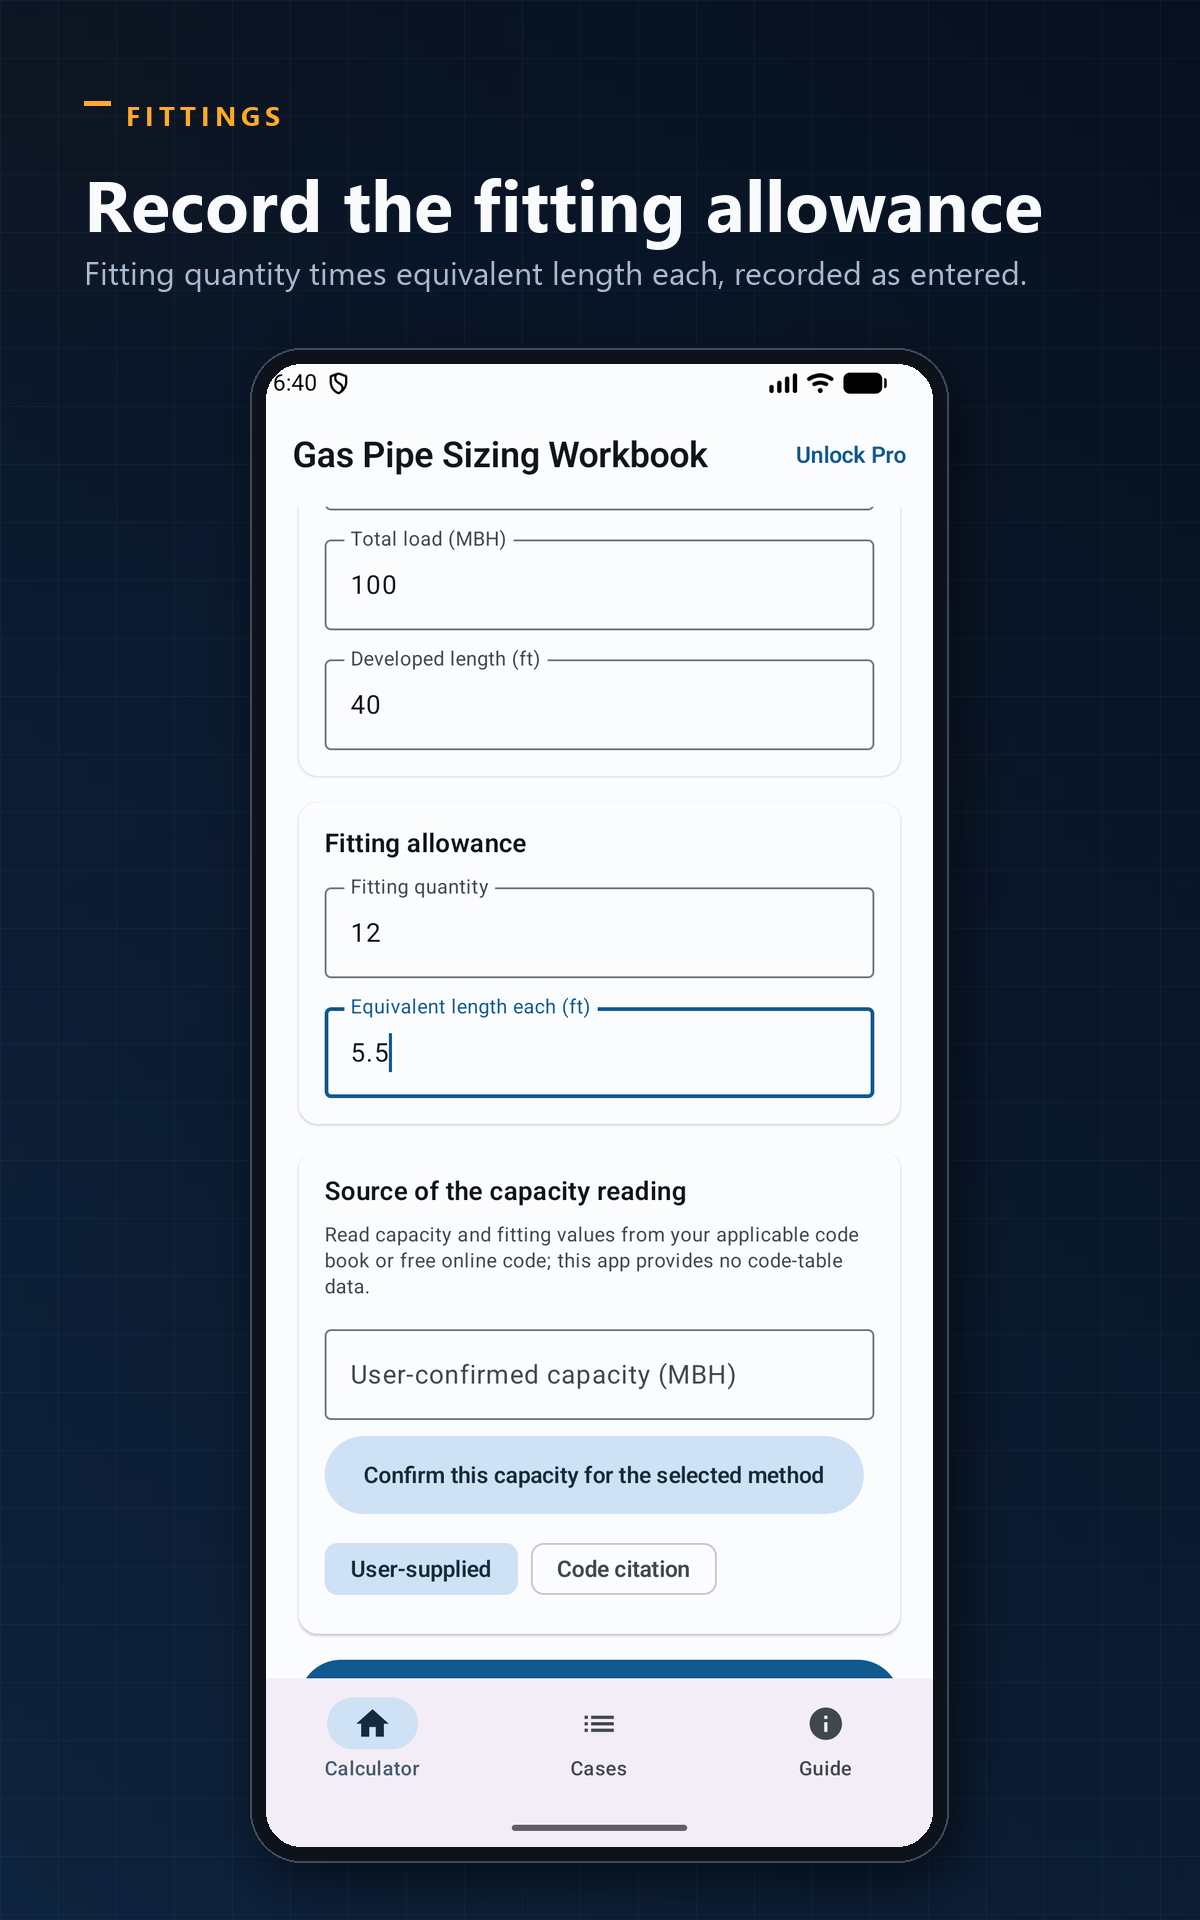 FITTINGS
Record the fitting allowance
Fitting quantity times equivalent length each, recorded as entered.
6:40
Gas Pipe Sizing Workbook
Unlock Pro
Total load (MBH)
100
Developed length (ft)
40
Fitting allowance
Fitting quantity
12
Equivalent length each (ft)
5.5
Source of the capacity reading
Read capacity and fitting values from your applicable code
book or free online code; this app provides no code-table
data.
User-confirmed capacity (MBH)
Confirm this capacity for the selected method
User-supplied
Code citation
Calculator
Cases
Guide